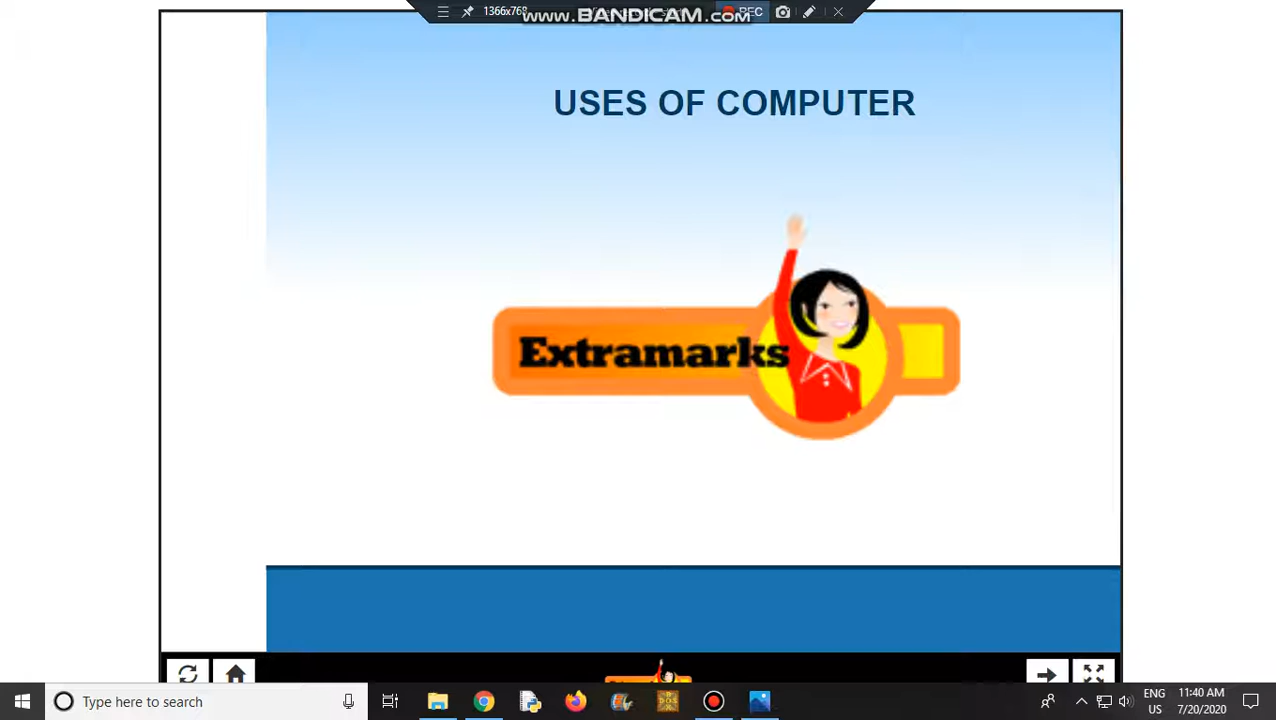 1366x768
www.BANDICAM.com
REC
USES OF COMPUTER
Extramarks
Type here to search
ENG
US
11:40 AM
7/20/2020